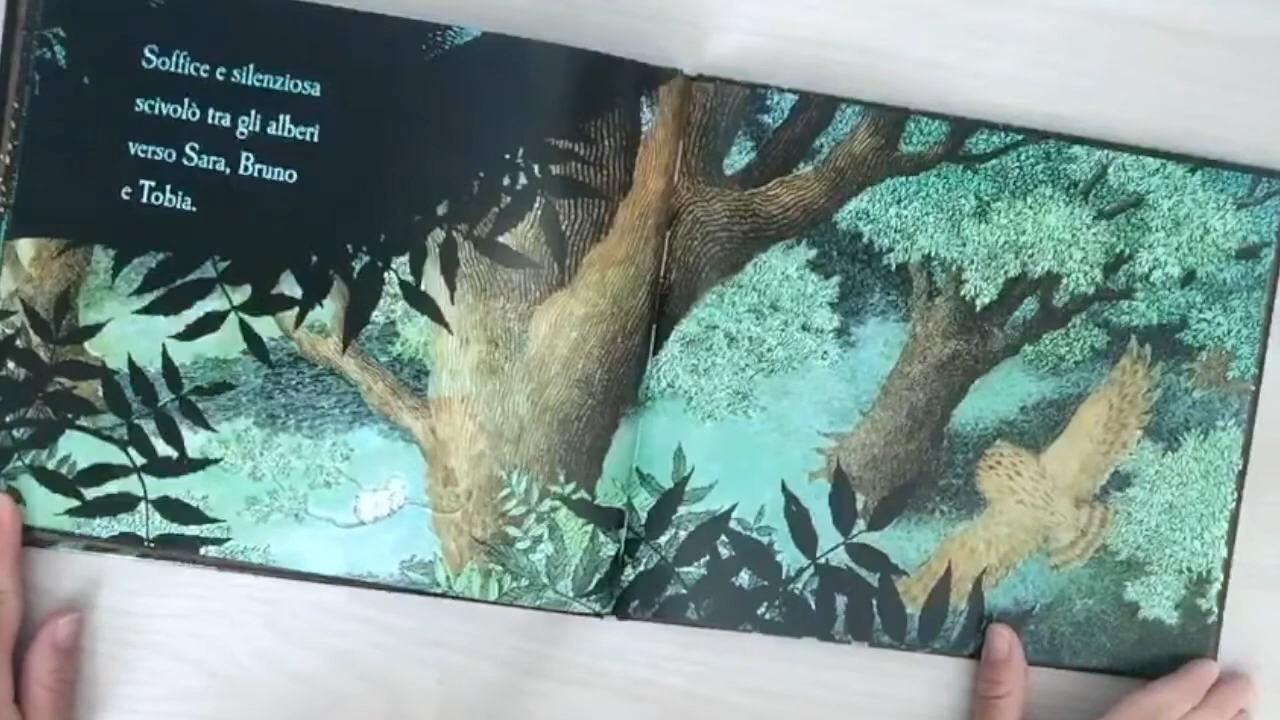 Soffice e silenziosa
scivolò tra gli alberi
verso Sara, Bruno
e Tobia.